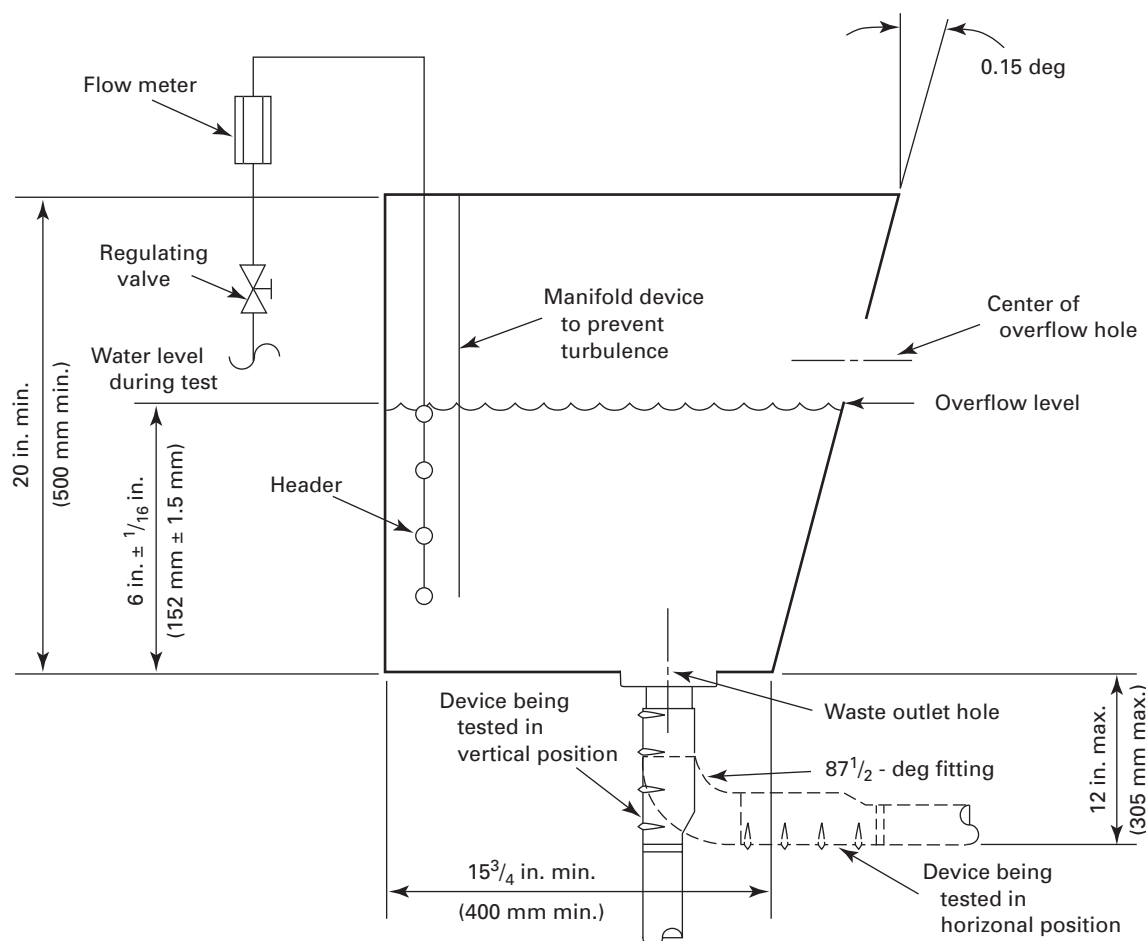 0.15 deg
Flow meter
Regulating
valve
Manifold device
to prevent
turbulence
Center of
overflow hole
Water level
during test
Overflow level
20 in. min.
(500 mm min.)
6 in. ± 1/16 in.
(152 mm ± 1.5 mm)
Header
Device being
tested in
vertical position
Waste outlet hole
87 1/2 - deg fitting
12 in. max.
(305 mm max.)
15 3/4 in. min.
(400 mm min.)
Device being
tested in
horizonal position